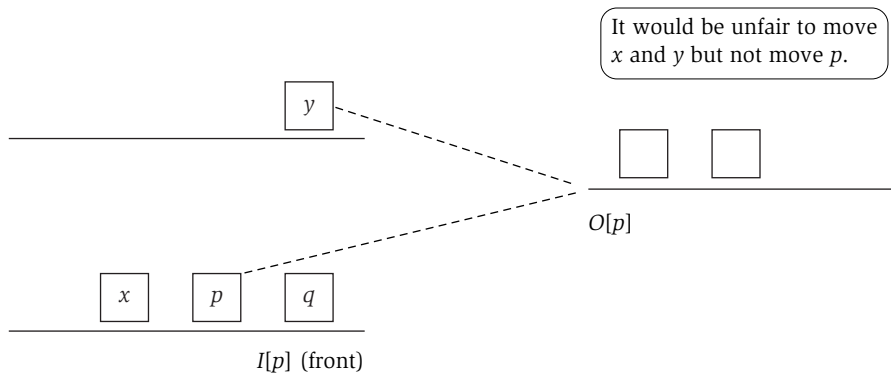 It would be unfair to move
x and y but not move p.
y
O[p]
x p q
I[p] (front)